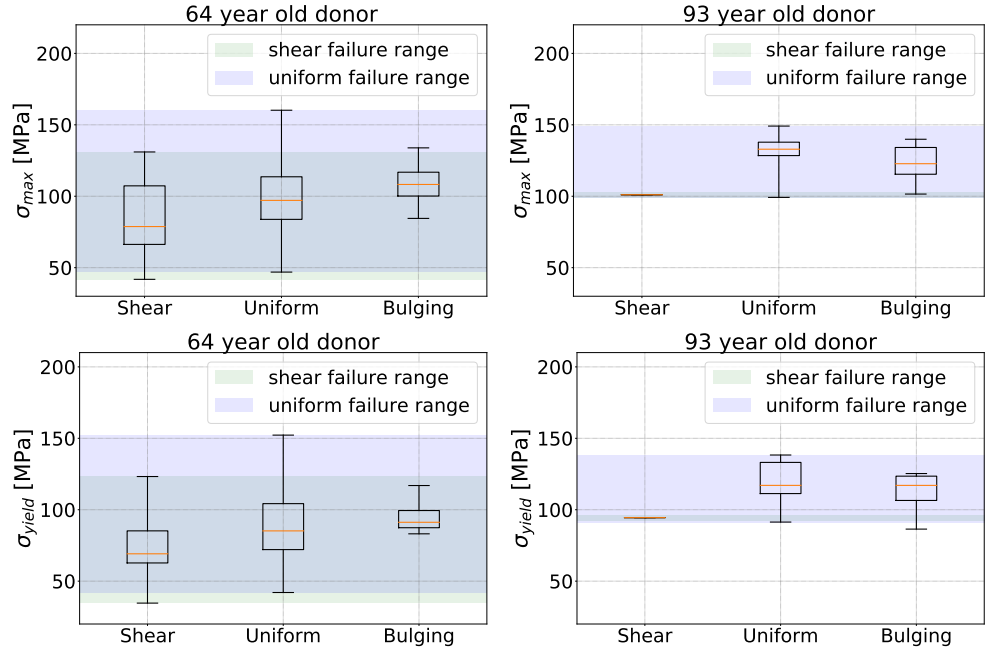 64 year old donor
σmax [MPa]
200
150
100
50
shear failure range
uniform failure range
Shear Uniform Bulging
93 year old donor
σmax [MPa]
200
150
100
50
shear failure range
uniform failure range
Shear Uniform Bulging
64 year old donor
σyield [MPa]
200
150
100
50
shear failure range
uniform failure range
Shear Uniform Bulging
93 year old donor
σyield [MPa]
200
150
100
50
shear failure range
uniform failure range
Shear Uniform Bulging